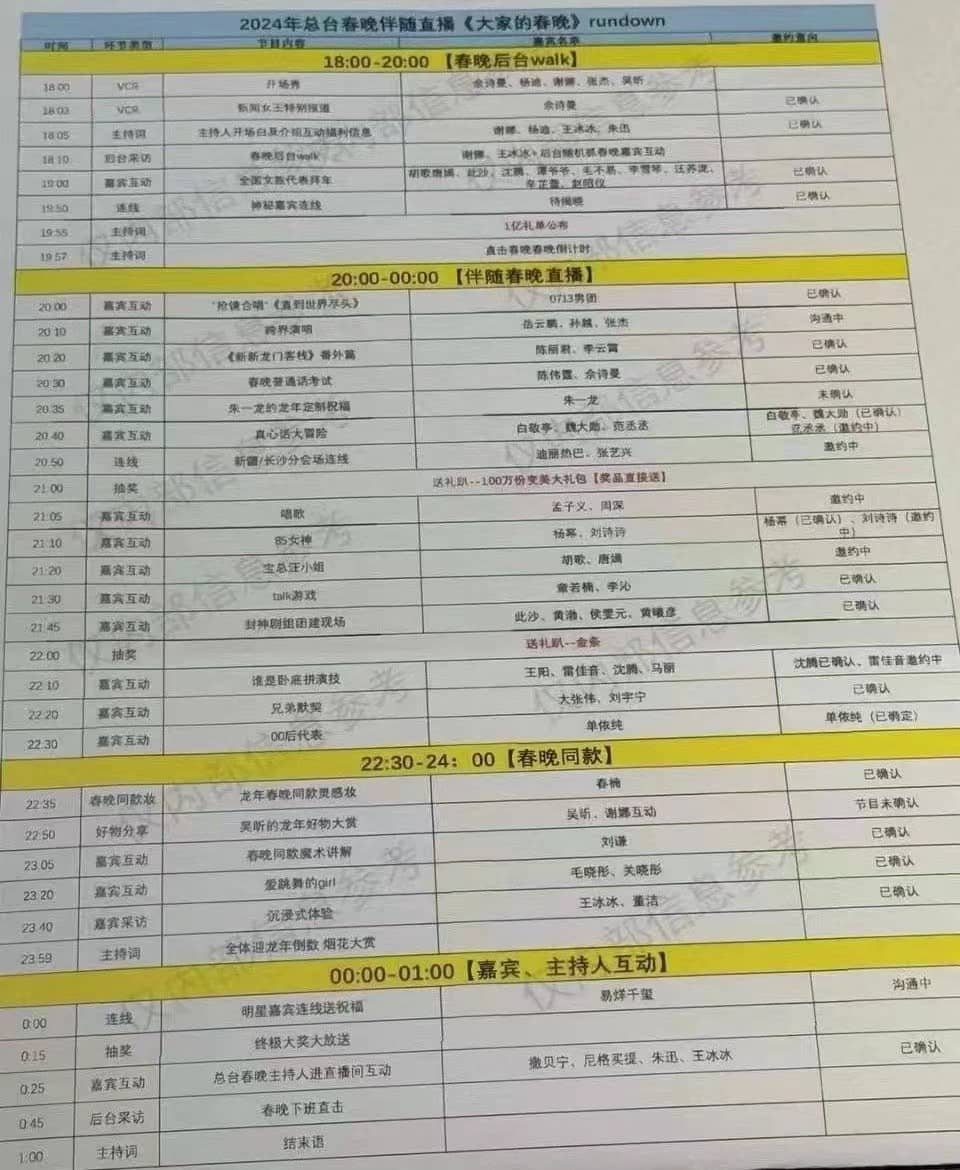 2024年总台春晚伴随直播《大家的春晚》rundown
时间 环节类型 节目内容 嘉宾名单 邀约意向
18:00-20:00 【春晚后台walk】
18:00 VCR 开场秀 佘诗曼、杨迪、谢娜、张杰、吴昕
18:03 VCR 新闻女王特别报道 佘诗曼 已确认
18:05 主持词 主持人开场白及介绍互动福利信息 谢娜、杨迪、王冰冰、朱迅 已确认
18:10 后台采访 春晚后台walk 谢娜、王冰冰+后台随机抓春晚嘉宾互动
19:00 嘉宾互动 全国文旅代表拜年 胡歌唐嫣、此沙、沈腾、谭爷爷、毛不易、李雪琴、汪苏泷、
辛芷蕾、赵昭仪 已确认
19:50 连线 神秘嘉宾连线 待揭晓 已确认
19:55 主持词 1亿礼单公布
19:57 主持词 直击春晚春晚倒计时
20:00-00:00 【伴随春晚直播】
20:00 嘉宾互动 "抢镜合唱"《直到世界尽头》 0713男团 已确认
20:10 嘉宾互动 跨界演唱 岳云鹏、孙越、张杰 沟通中
20:20 嘉宾互动 《新新龙门客栈》番外篇 陈丽君、李云霄 已确认
20:30 嘉宾互动 春晚普通话考试 陈伟霆、佘诗曼 已确认
20:35 嘉宾互动 朱一龙的龙年定制祝福 朱一龙 未确认
20:40 嘉宾互动 真心话大冒险 白敬亭、魏大勋、范丞丞 白敬亭、魏大勋（已确认）
范丞丞（邀约中）
20:50 连线 新疆/长沙分会场连线 迪丽热巴、张艺兴 邀约中
21:00 抽奖 送礼趴--100万份变美大礼包【奖品直接送】
21:05 嘉宾互动 唱歌 孟子义、周深 邀约中
21:10 嘉宾互动 85女神 杨幂、刘诗诗 杨幂（已确认）、刘诗诗（邀约
中）
21:20 嘉宾互动 宝总汪小姐 胡歌、唐嫣 邀约中
21:30 嘉宾互动 talk游戏 章若楠、李沁 已确认
21:45 嘉宾互动 封神剧组团建现场 此沙、黄渤、侯雯元、黄曦彦 已确认
22:00 抽奖 送礼趴--金条
22:10 嘉宾互动 谁是卧底拼演技 王阳、雷佳音、沈腾、马丽 沈腾已确认、雷佳音邀约中
22:20 嘉宾互动 兄弟默契 大张伟、刘宇宁 已确认
22:30 嘉宾互动 00后代表 单依纯 单依纯（已确定）
22:30-24：00【春晚同款】
22:35 春晚同款妆 龙年春晚同款灵感妆 春楠 已确认
22:50 好物分享 吴昕的龙年好物大赏 吴昕、谢娜互动 节目未确认
23:05 嘉宾互动 春晚同款魔术讲解 刘谦 已确认
23:20 嘉宾互动 爱跳舞的girl 毛晓彤、关晓彤 已确认
23:40 嘉宾采访 沉浸式体验 王冰冰、董洁 已确认
23:59 主持词 全体迎龙年倒数 烟花大赏
00:00-01:00【嘉宾、主持人互动】
0:00 连线 明星嘉宾连线送祝福 易烊千玺 沟通中
0:15 抽奖 终极大奖大放送
0:25 嘉宾互动 总台春晚主持人进直播间互动 撒贝宁、尼格买提、朱迅、王冰冰 已确认
0:45 后台采访 春晚下班直击
1:00 主持词 结束语
仅内部信息参考